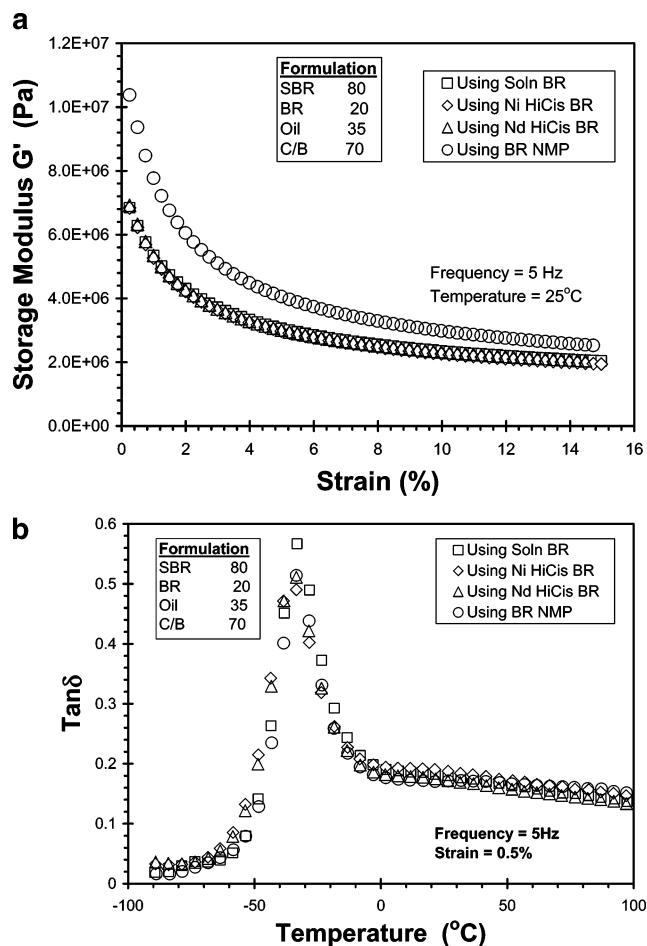 a
1.2E+07
1.0E+07
8.0E+06
6.0E+06
4.0E+06
2.0E+06
0.0E+00
Storage Modulus G' (Pa)
Formulation
SBR 80
BR 20
Oil 35
C/B 70
Using Soln BR
Using Ni HiCis BR
Using Nd HiCis BR
Using BR NMP
Frequency = 5 Hz
Temperature = 25°C
0 2 4 6 8 10 12 14 16
Strain (%)
b
0.6
0.5
0.4
0.3
0.2
0.1
0
Tanδ
Formulation
SBR 80
BR 20
Oil 35
C/B 70
Using Soln BR
Using Ni HiCis BR
Using Nd HiCis BR
Using BR NMP
Frequency = 5Hz
Strain = 0.5%
-100 -50 0 50 100
Temperature (°C)